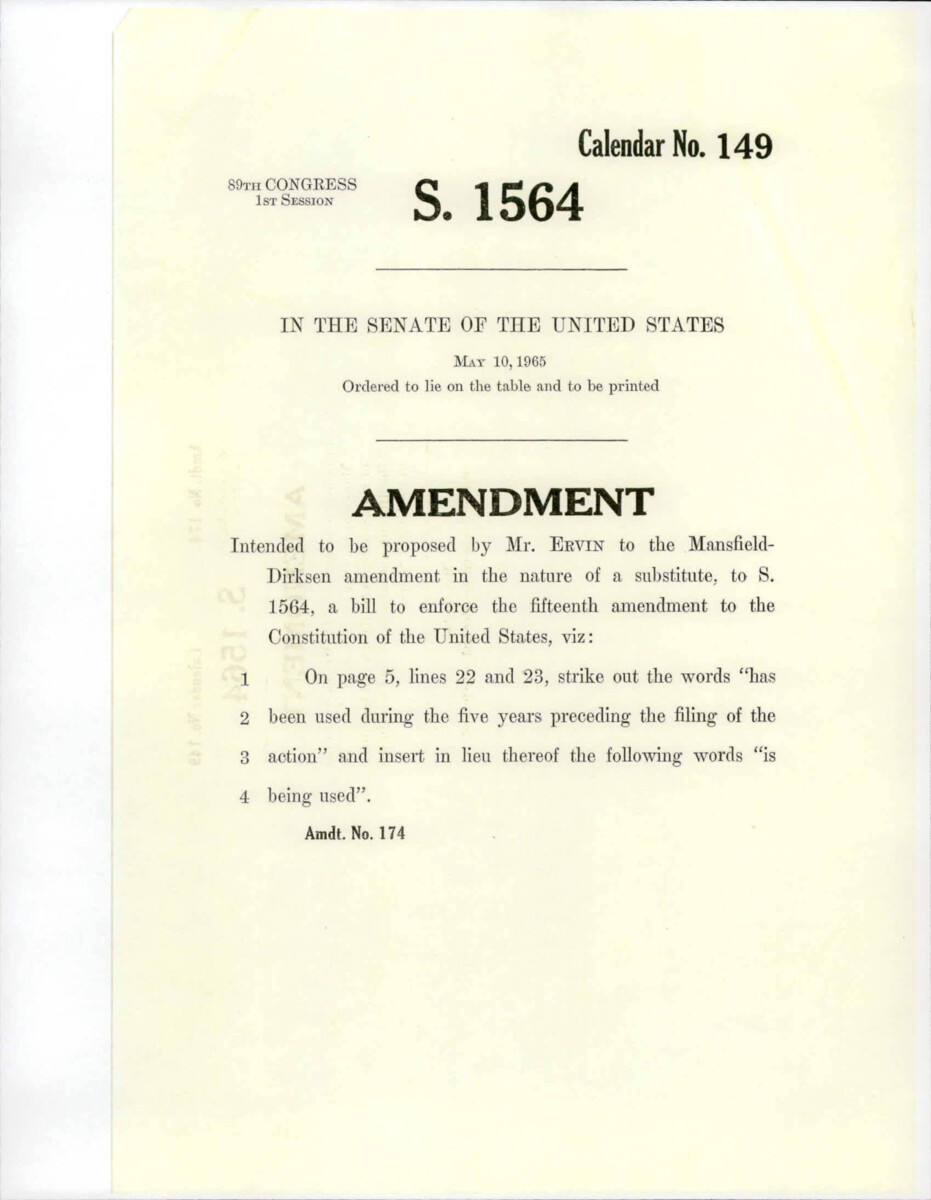 Calendar No. 149
89TH CONGRESS
1ST SESSION
S. 1564
IN THE SENATE OF THE UNITED STATES
MAY 10, 1965
Ordered to lie on the table and to be printed
AMENDMENT
Intended to be proposed by Mr. ERVIN to the Mansfield-
Dirksen amendment in the nature of a substitute, to S.
1564, a bill to enforce the fifteenth amendment to the
Constitution of the United States, viz:
1 On page 5, lines 22 and 23, strike out the words “has
2 been used during the five years preceding the filing of the
3 action” and insert in lieu thereof the following words “is
4 being used”.
Amdt. No. 174